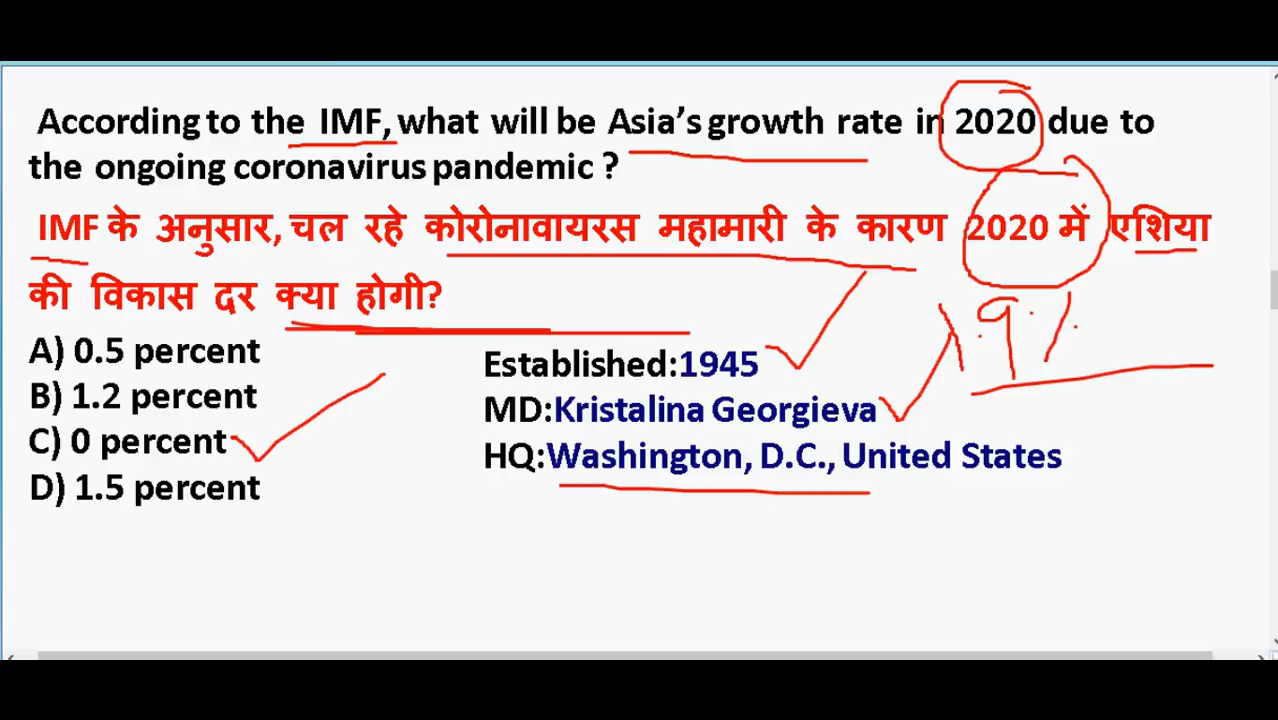 According to the IMF, what will be Asia's growth rate in 2020 due to
the ongoing coronavirus pandemic ?
IMF के अनुसार, चल रहे कोरोनावायरस महामारी के कारण 2020 में एशिया
की विकास दर क्या होगी?
A) 0.5 percent
B) 1.2 percent
C) 0 percent
D) 1.5 percent
Established:1945
MD:Kristalina Georgieva
HQ:Washington, D.C., United States